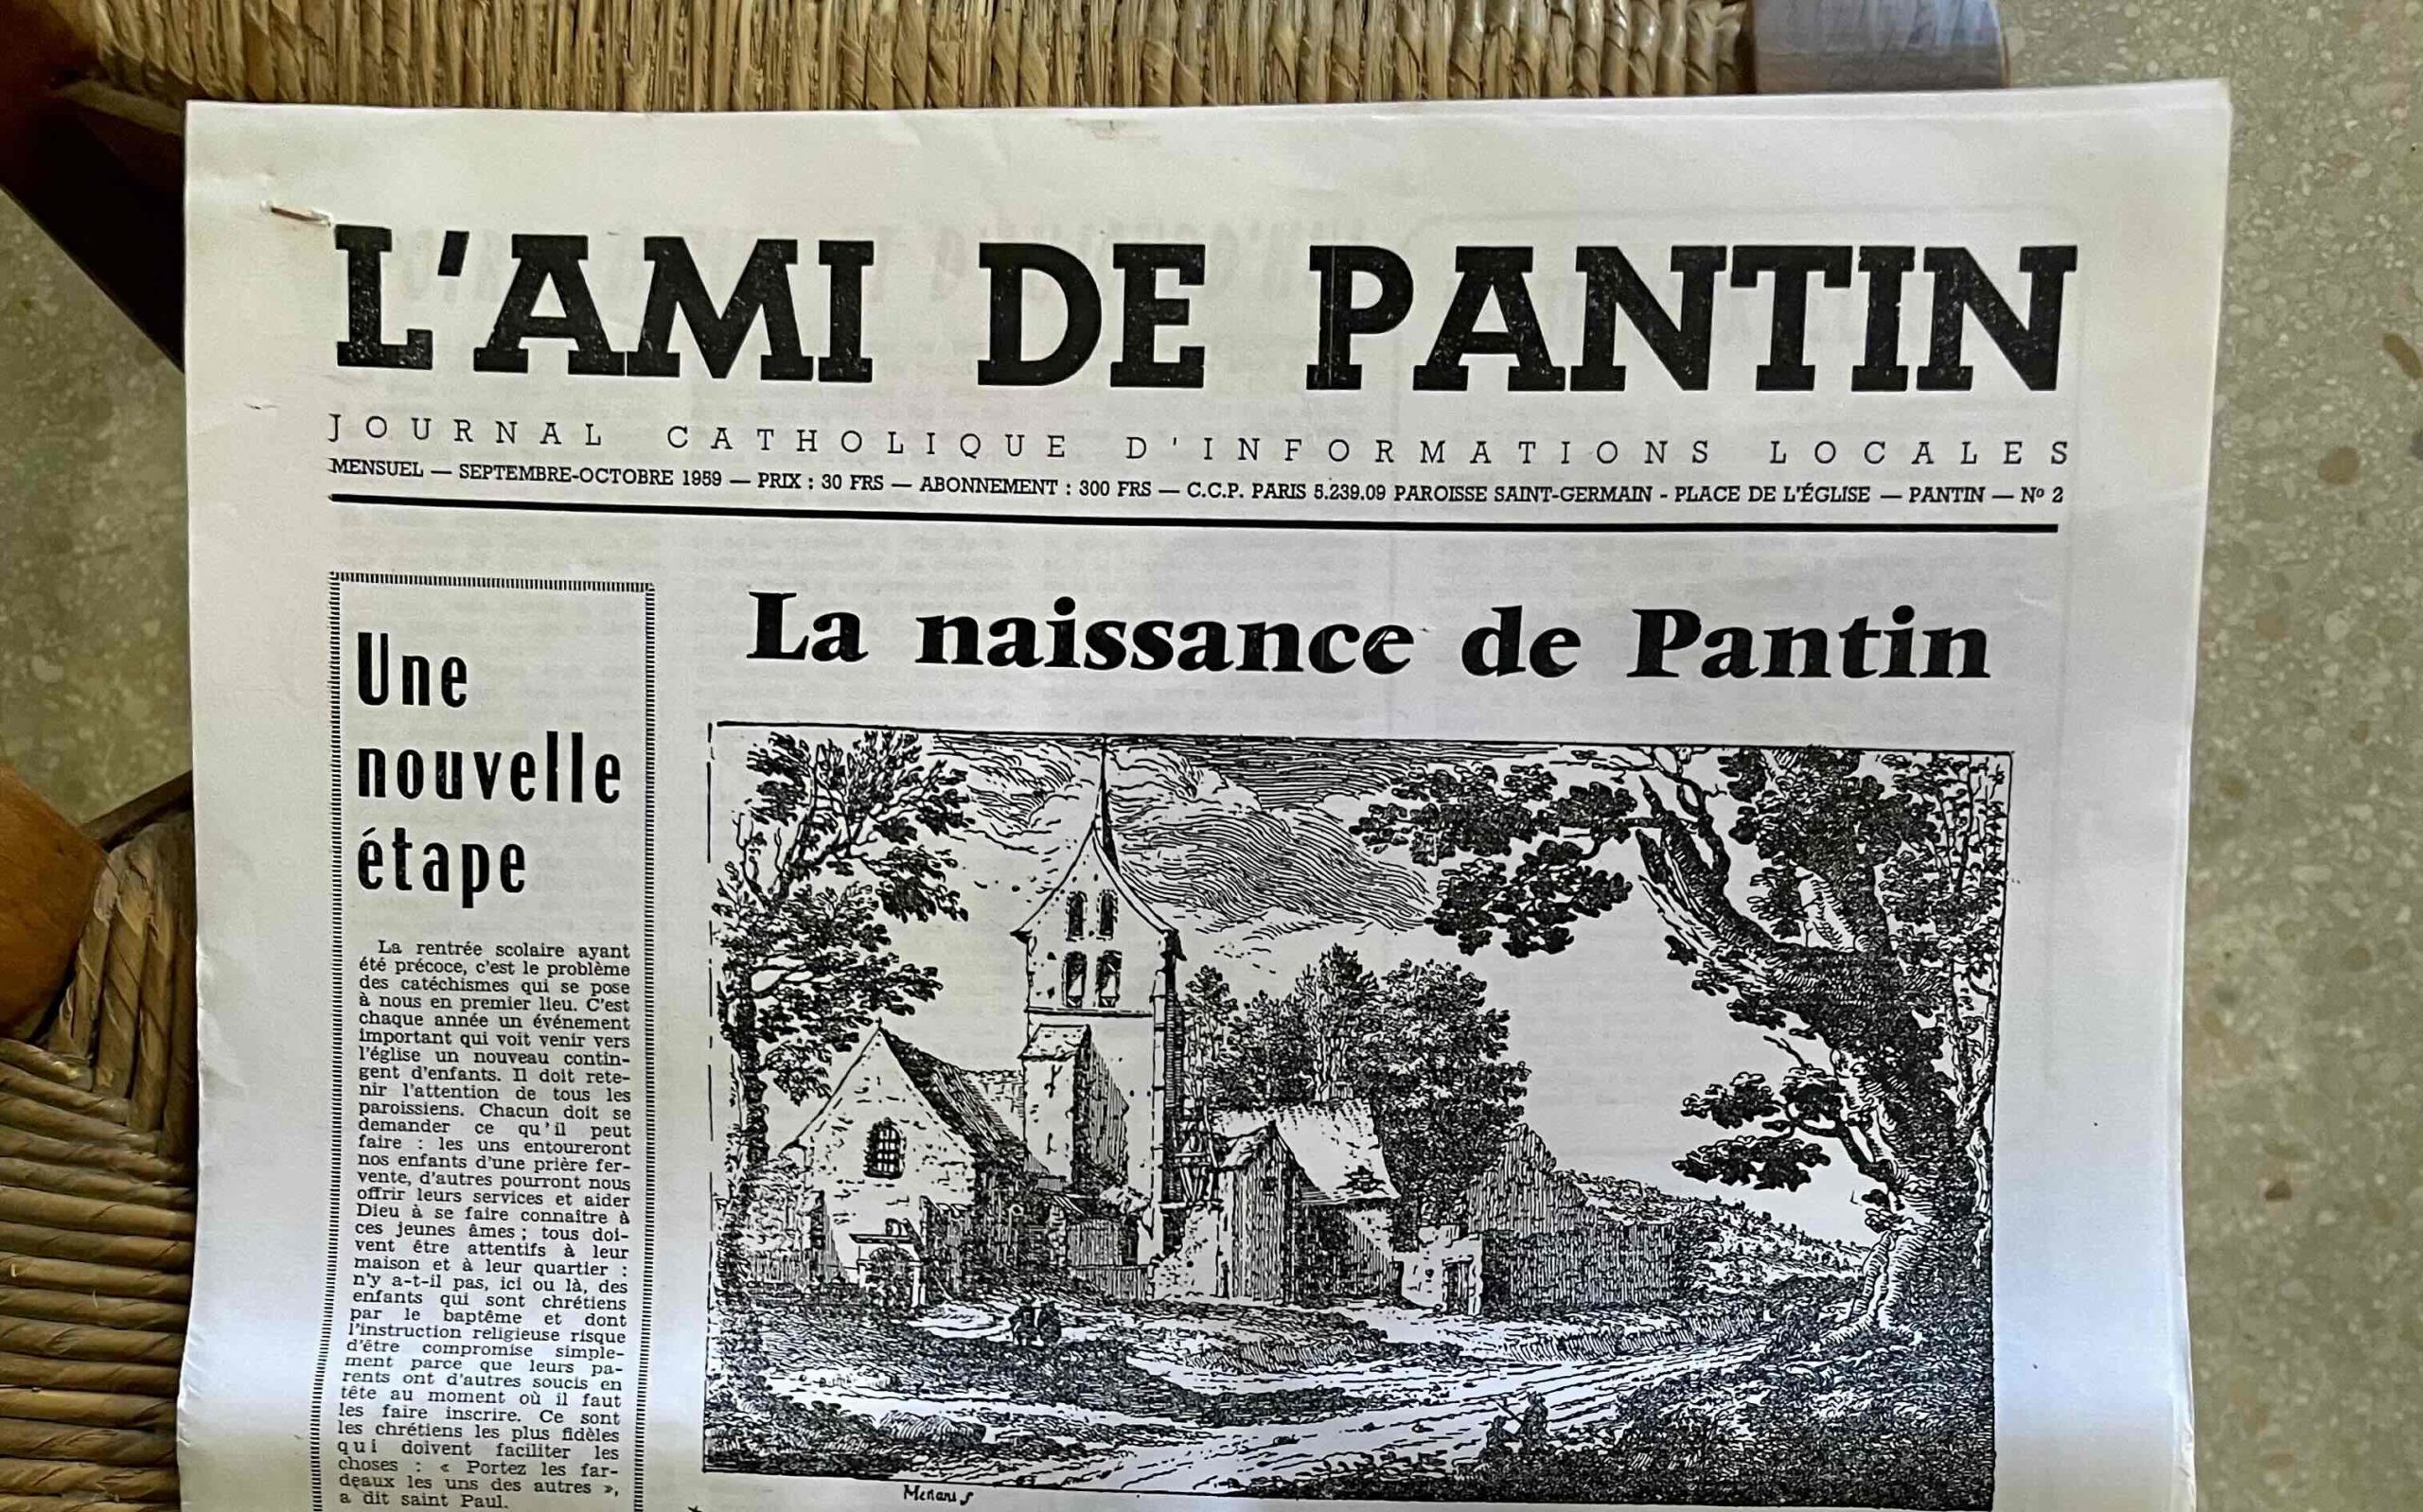 L'AMI DE PANTIN
JOURNAL CATHOLIQUE D'INFORMATIONS LOCALES
MENSUEL — SEPTEMBRE-OCTOBRE 1959 — PRIX : 30 FRS — ABONNEMENT : 300 FRS — C.C.P. PARIS 5.239.09 PAROISSE SAINT-GERMAIN - PLACE DE L'ÉGLISE — PANTIN — Nº 2
Une
nouvelle
étape
La rentrée scolaire ayant
été précoce, c'est le problème
des catéchismes qui se pose
à nous en premier lieu. C'est
chaque année un événement
important qui voit venir vers
l'église un nouveau contin-
gent d'enfants. Il doit rete-
nir l'attention de tous les
paroissiens. Chacun doit se
demander ce qu'il peut
faire : les uns entoureront
nos enfants d'une prière fer-
vente, d'autres pourront nous
offrir leurs services et aider
Dieu à se faire connaître à
ces jeunes âmes ; tous doi-
vent être attentifs à leur
maison et à leur quartier :
n'y a-t-il pas, ici ou là, des
enfants qui sont chrétiens
par le baptême et dont
l'instruction religieuse risque
d'être compromise simple-
ment parce que leurs pa-
rents ont d'autres soucis en
tête au moment où il faut
les faire inscrire. Ce sont
les chrétiens les plus fidèles
qui doivent faciliter les
choses : « Portez les far-
deaux les uns des autres »,
a dit saint Paul.
La naissance de Pantin